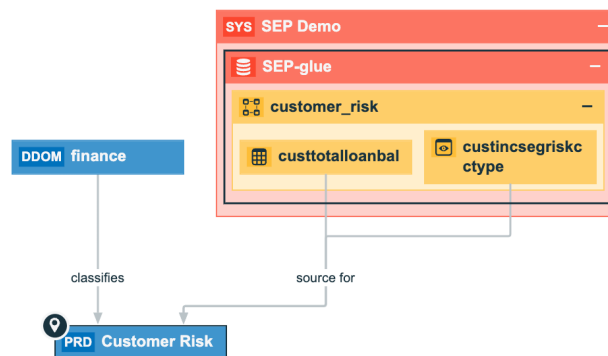 SYS SEP Demo
SEP-glue
customer_risk
custtotalloanbal
custincsegriskc
ctype
DDOM finance
classifies
source for
PRD Customer Risk